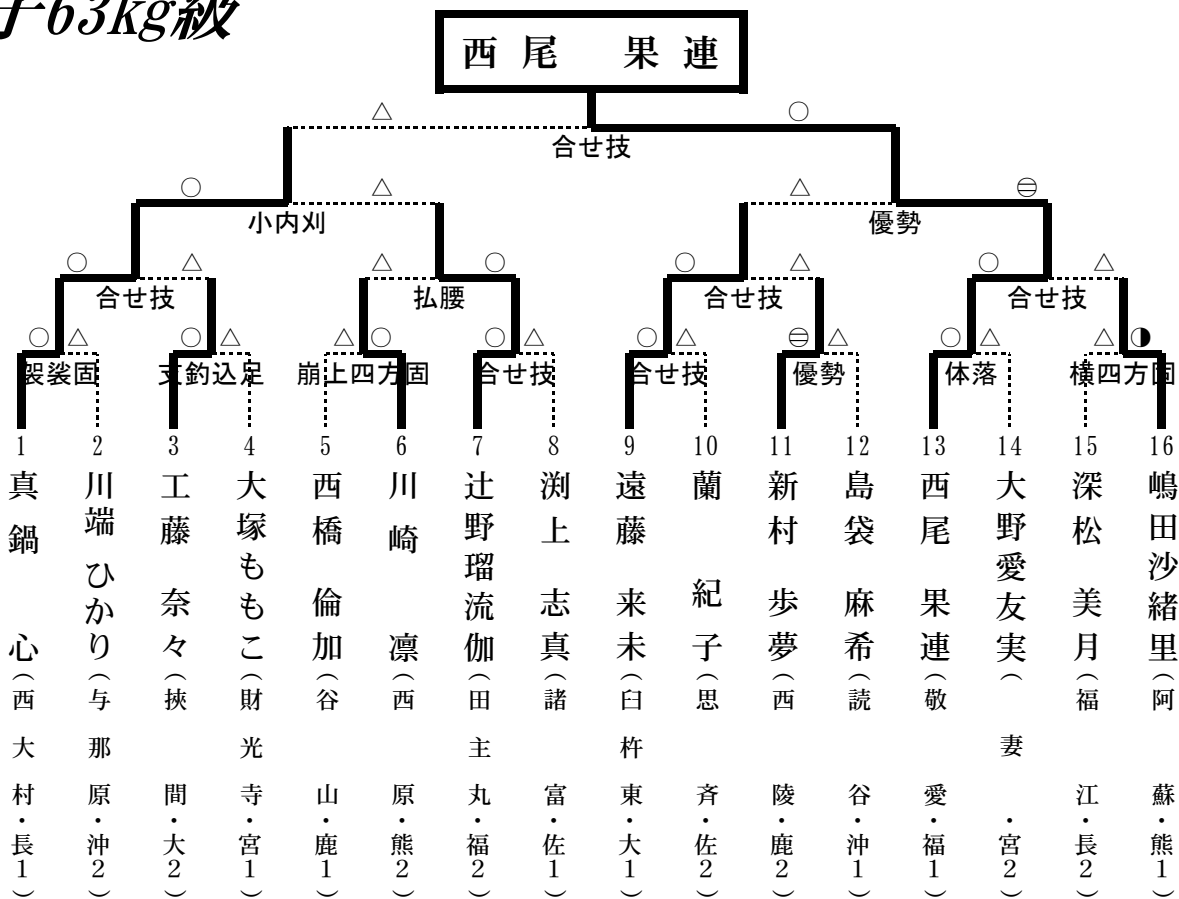 子63kg級
西尾 果連
△ ○
合せ技
○ △ △ ㊀
小内刈 優勢
○ △ △ ○ ○ △ ○ △
合せ技 払腰 合せ技 合せ技
○ △ ○ △ △ ○ ○ △ ○ △ ㊀ △ ○ △ △ ◑
袈裟固 支釣込足 崩上四方固 合せ技 合せ技 優勢 体落 横四方固
1 2 3 4 5 6 7 8 9 10 11 12 13 14 15 16
真鍋 心(西大村・長1)
川端ひかり(与那原・沖2)
工藤 奈々(挾間・大2)
大塚ももこ(財光寺・宮1)
西橋 倫加(谷山・鹿1)
川崎 凛(西原・熊2)
辻野瑠流伽(田主丸・福2)
渕上 志真(諸富・佐1)
遠藤 来未(臼杵東・大1)
蘭 紀子(思斉・佐2)
新村 歩夢(西陵・鹿2)
島袋 麻希(読谷・沖1)
西尾 果連(敬愛・福1)
大野愛友実(妻・宮2)
深松 美月(福江・長2)
嶋田沙緒里(阿蘇・熊1)